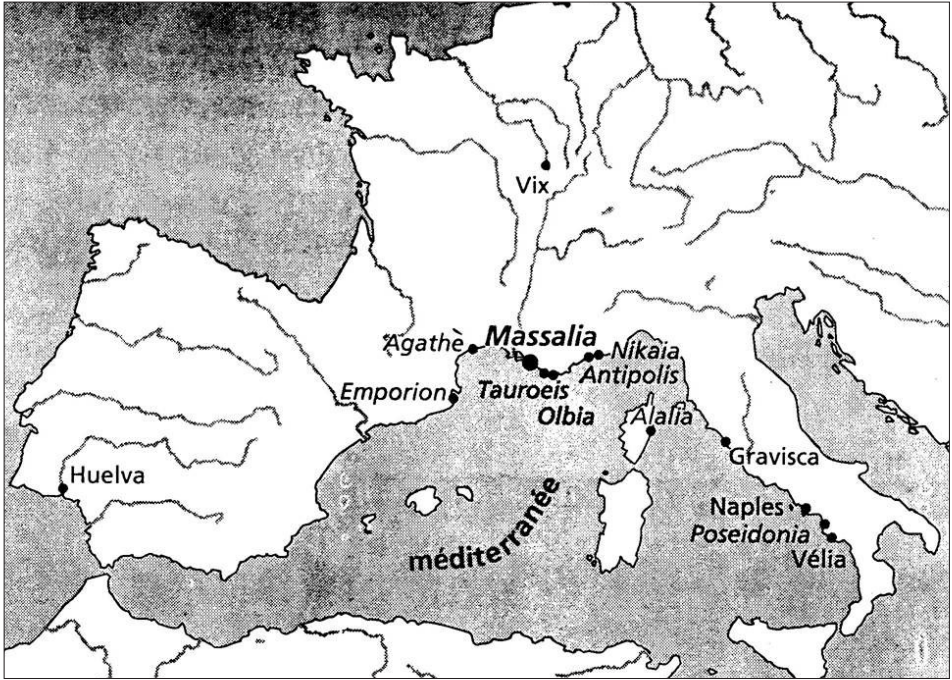 Vix
Agathè
Massalia
Nikaia
Antipolis
Emporion
Tauroeis
Olbia
Alalia
Huelva
Gravisca
méditerranée
Naples
Poseidonia
Vélia